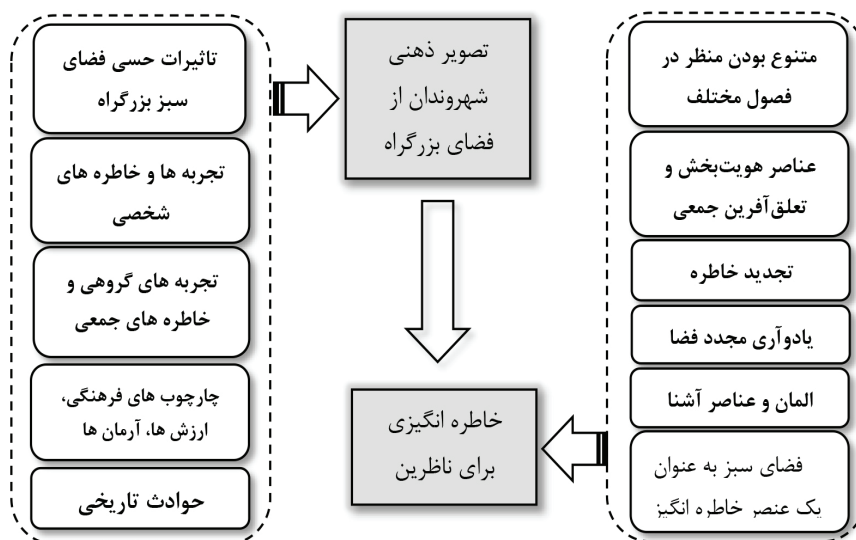 متنوع بودن منظر در
فصول مختلف
عناصر هویت‌بخش و
تعلق‌آفرین جمعی
تجدید خاطره
یادوآری مجدد فضا
المان و عناصر آشنا
فضای سبز به عنوان
یک عنصر خاطره انگیز
تصویر ذهنی
شهروندان از
فضای بزرگراه
خاطره انگیزی
برای ناظرین
تاثیرات حسی فضای
سبز بزرگراه
تجربه ها و خاطره های
شخصی
تجربه های گروهی و
خاطره های جمعی
چارچوب های فرهنگی،
ارزش ها، آرمان ها
حوادث تاریخی